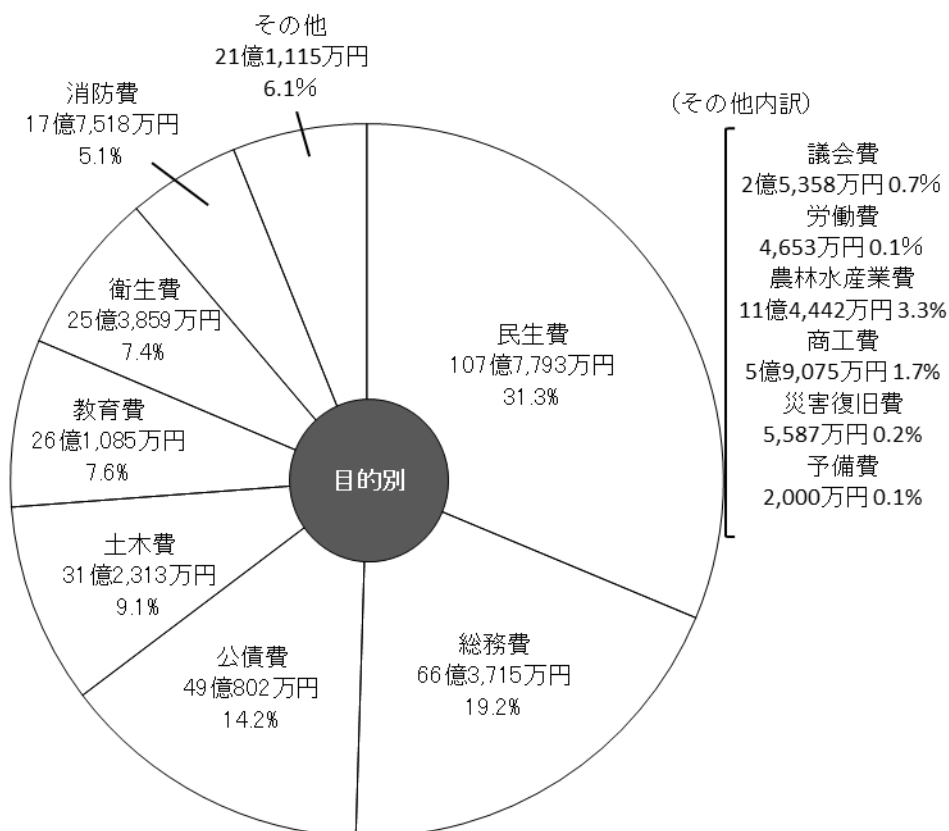 その他
21億1,115万円
6.1%
消防費
17億7,518万円
5.1%
衛生費
25億3,859万円
7.4%
教育費
26億1,085万円
7.6%
土木費
31億2,313万円
9.1%
公債費
49億802万円
14.2%
総務費
66億3,715万円
19.2%
民生費
107億7,793万円
31.3%
目的別
(その他内訳)
議会費
2億5,358万円 0.7%
労働費
4,653万円 0.1%
農林水産業費
11億4,442万円 3.3%
商工費
5億9,075万円 1.7%
災害復旧費
5,587万円 0.2%
予備費
2,000万円 0.1%